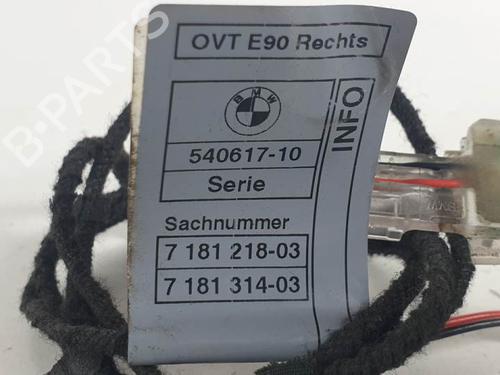 OVT E90 Rechts
BMW
540617-10
Serie
INFO
Sachnummer
7 181 218-03
7 181 314-03
B-PARTS